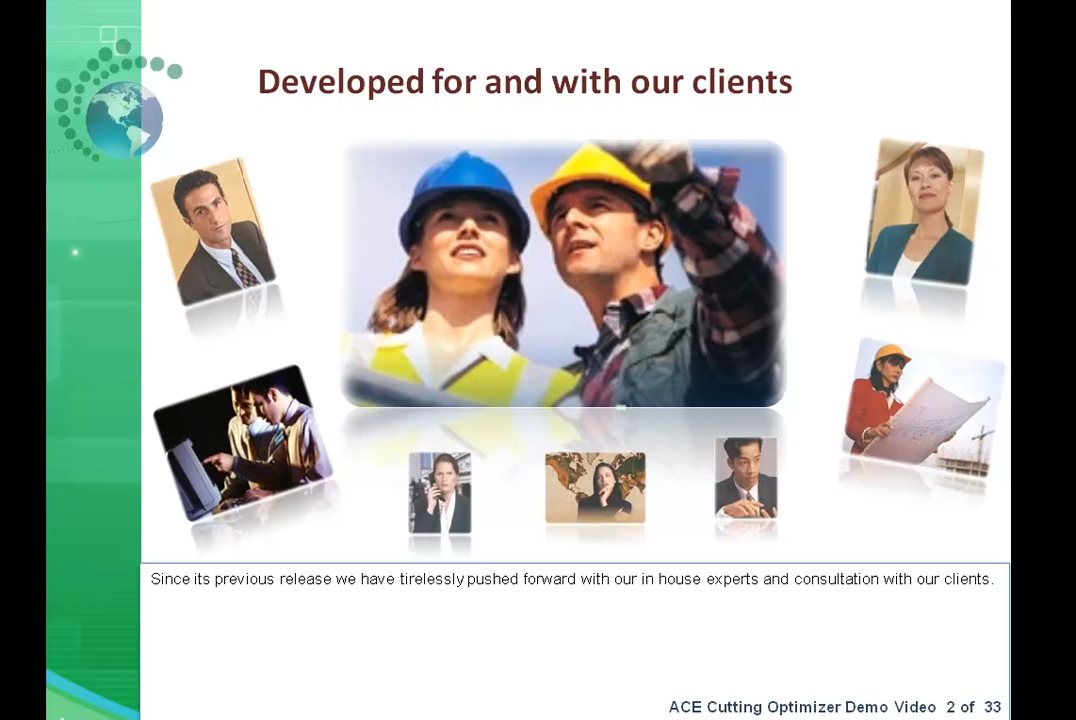 Developed for and with our clients
Since its previous release we have tirelessly pushed forward with our in house experts and consultation with our clients.
ACE Cutting Optimizer Demo Video 2 of 33